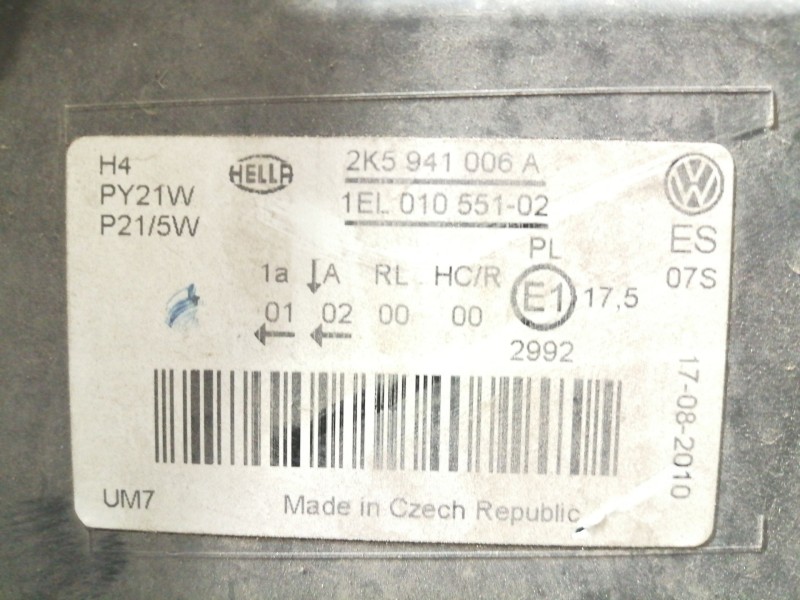 H4
PY21W
P21/5W
HELLA
2K5 941 006 A
1EL 010 551-02
VW
ES
07S
PL
1a ↓A RL HC/R E1 17,5
01 02 00 00
← ←
2992
17-08-2010
UM7
Made in Czech Republic